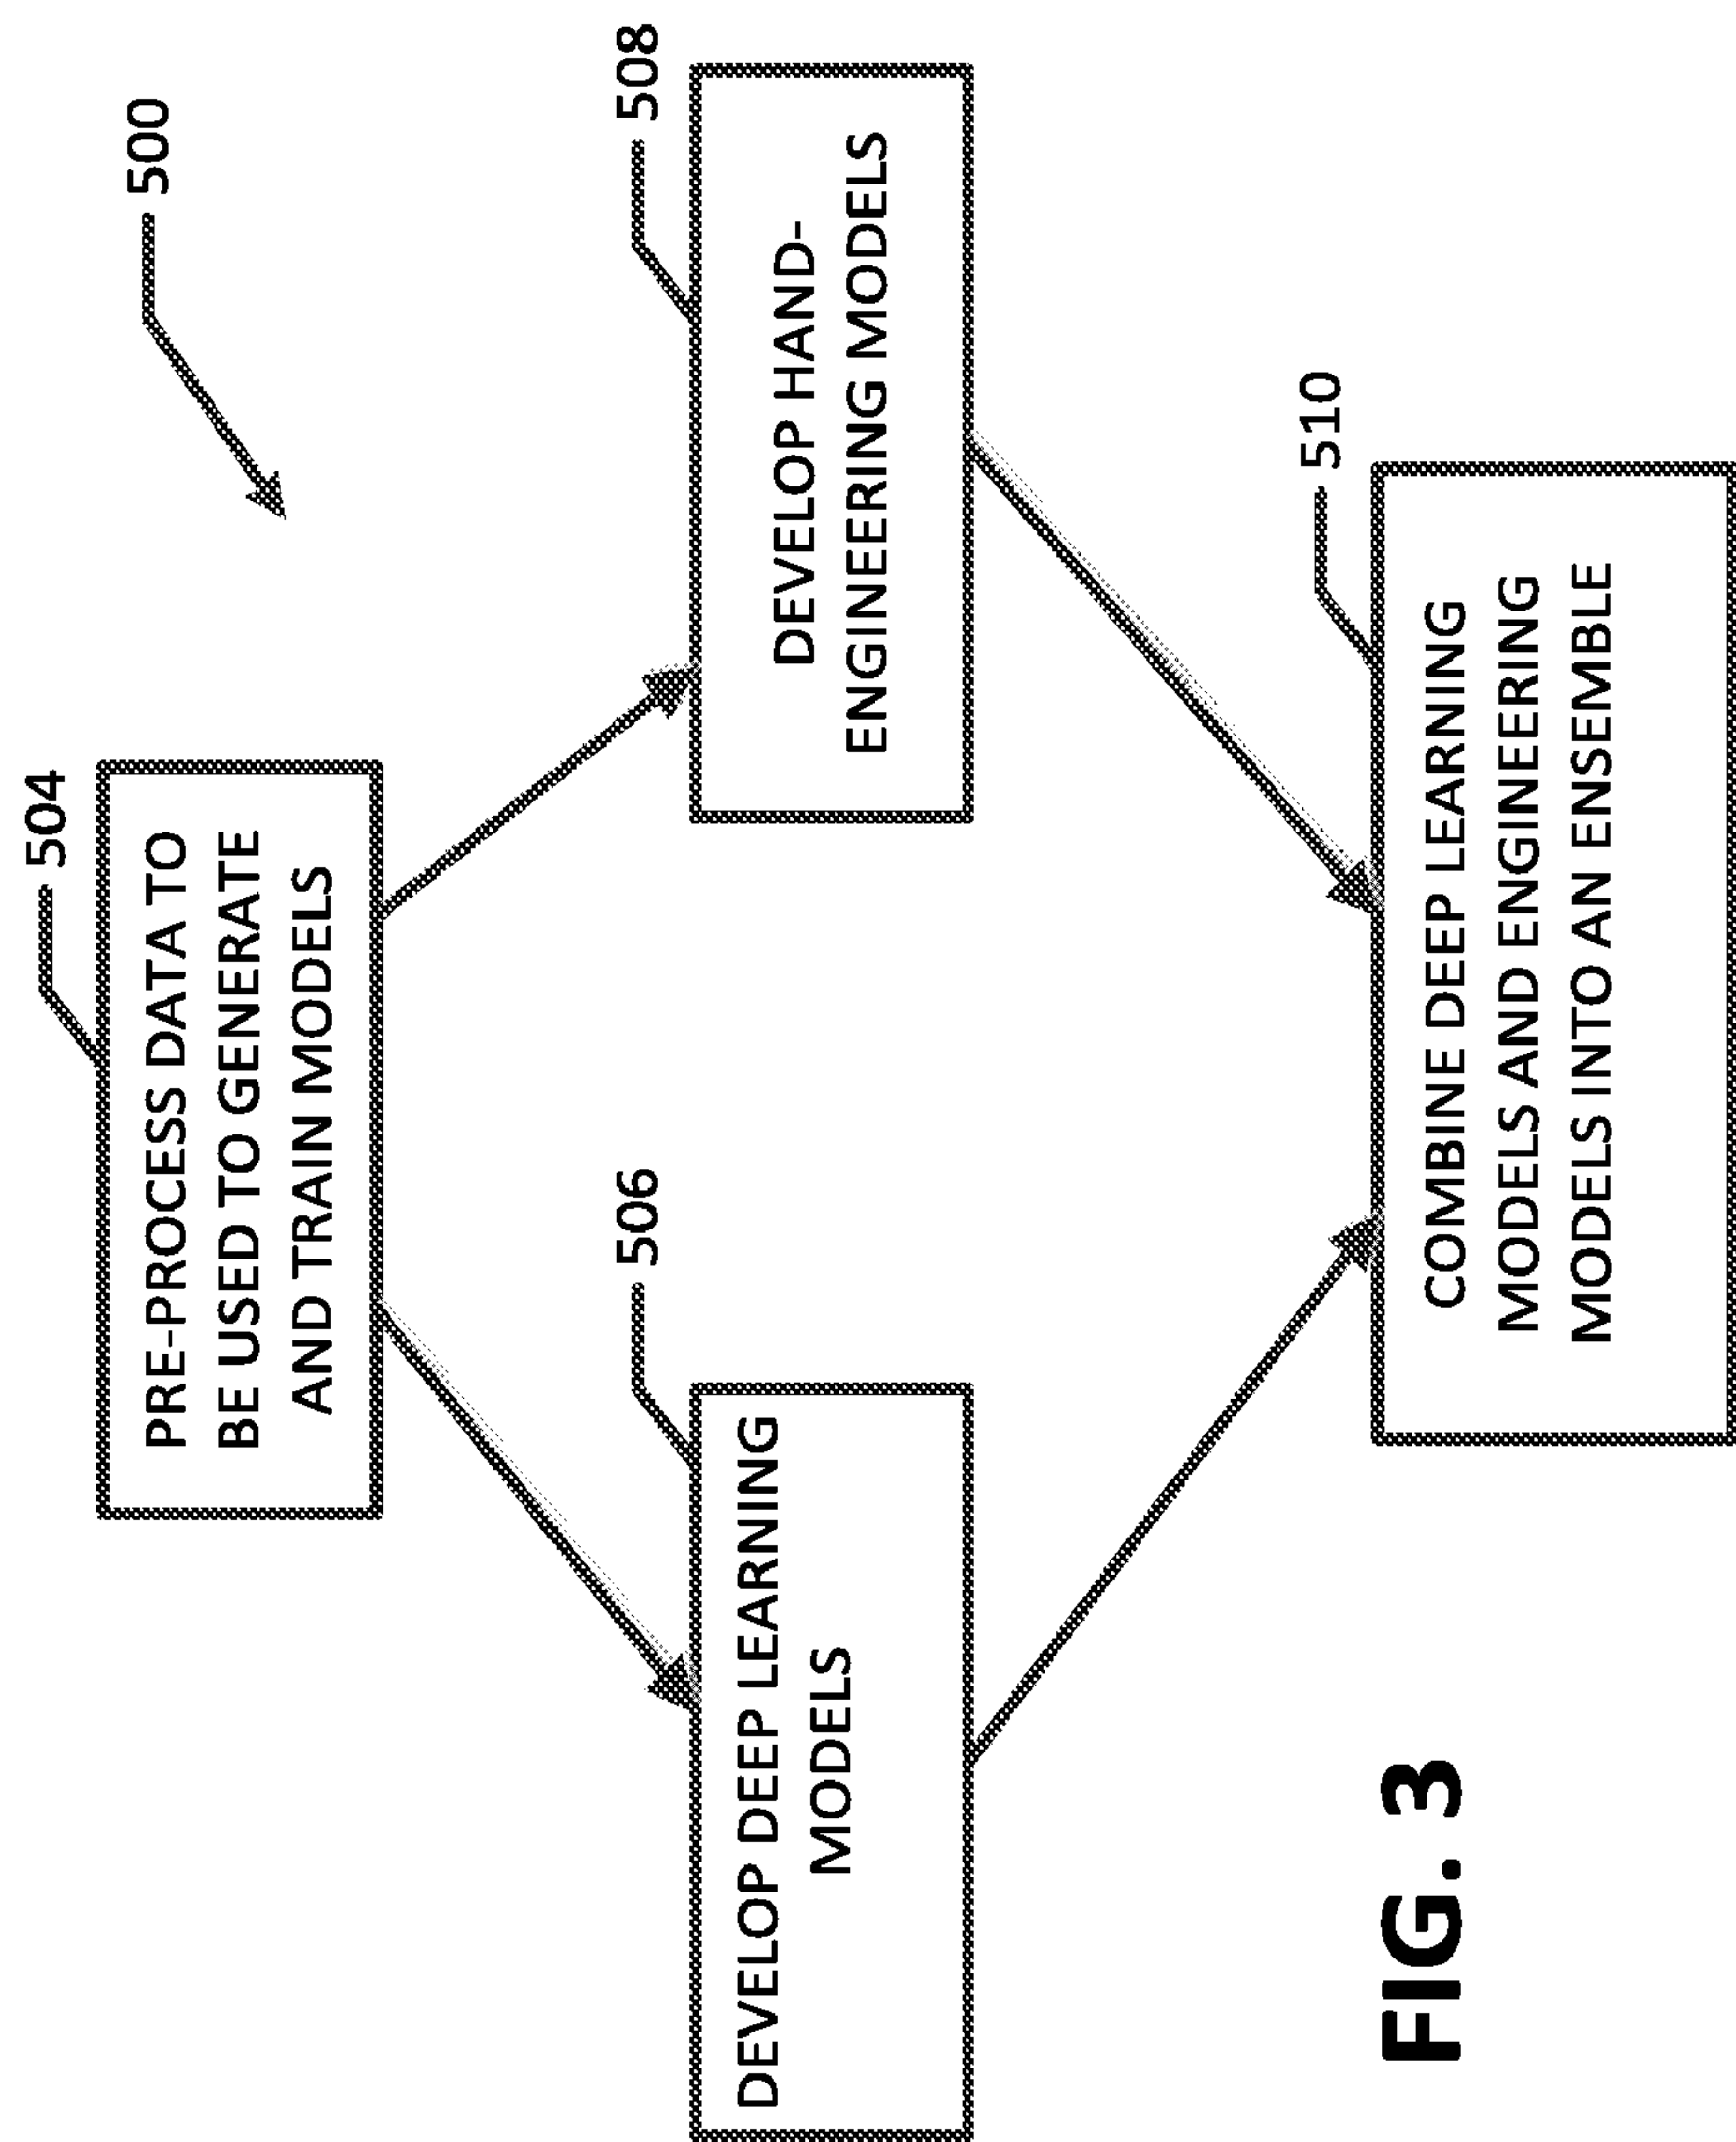 500
504
PRE-PROCESS DATA TO
BE USED TO GENERATE
AND TRAIN MODELS
506
DEVELOP DEEP LEARNING
MODELS
508
DEVELOP HAND-
ENGINEERING MODELS
510
COMBINE DEEP LEARNING
MODELS AND ENGINEERING
MODELS INTO AN ENSEMBLE
FIG. 3